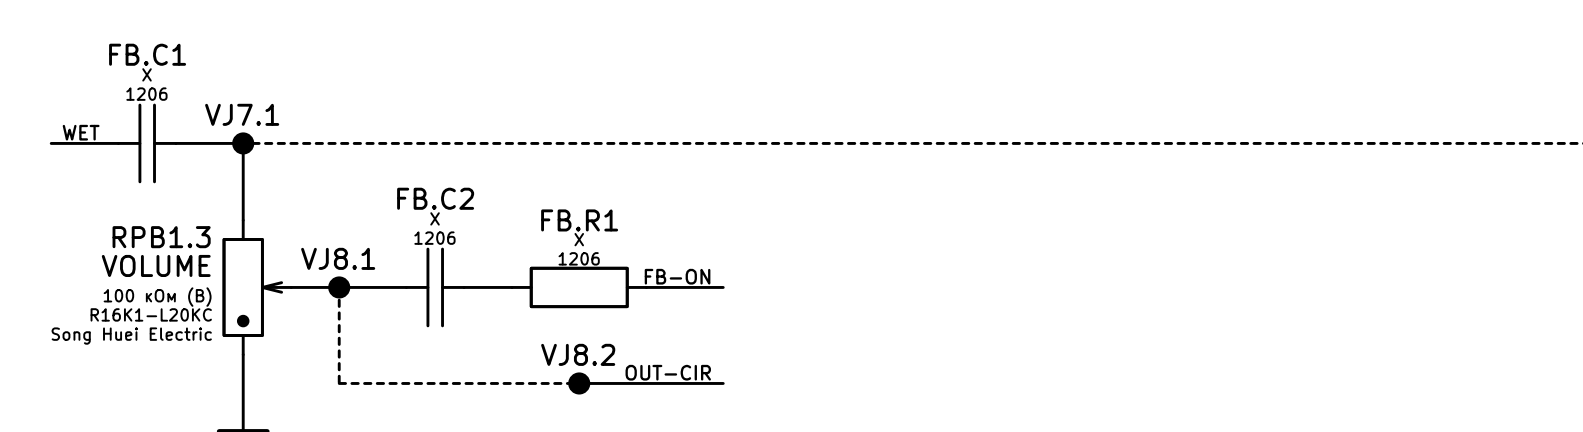 FB.C1
X
1206
VJ7.1
WET
FB.C2
X
1206
FB.R1
X
1206
RPB1.3
VOLUME
100 кОм (B)
R16K1-L20KC
Song Huei Electric
VJ8.1
FB-ON
VJ8.2
OUT-CIR